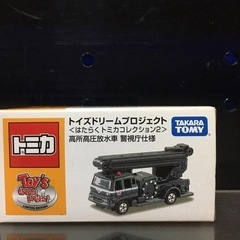 トミカ
トイズドリームプロジェクト
<はたらくトミカコレクション2>
高所高圧放水車 警視庁仕様
TAKARA
TOMY
Toy's
Dream
Project